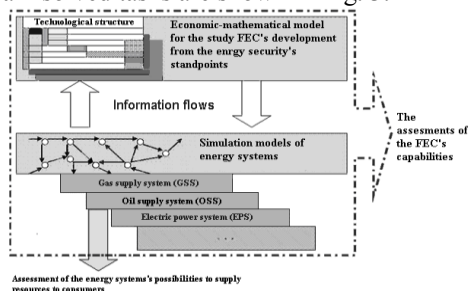 Technological structure
Economic-mathematical model
for the study FEC's development
from the enrgy security's
standpoints
Information flows
The
assesments of
the FEC's
capabilities
Simulation models of
energy systems
Gas supply system (GSS)
Oil supply system (OSS)
Electric power system (EPS)
...
Assessment of the energy systems's possibilities to supply
resources to consumers